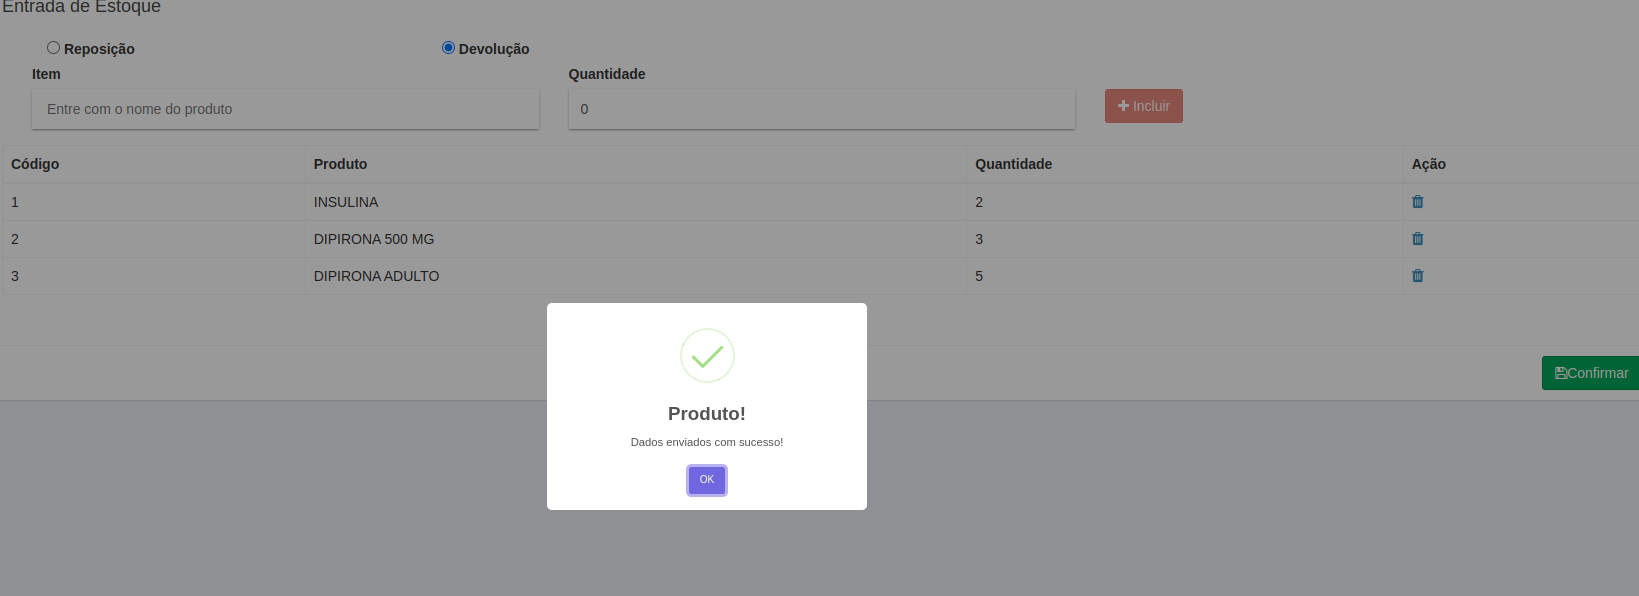 Entrada de Estoque
Reposição Devolução
Item Quantidade
Entre com o nome do produto 0 Incluir
Código Produto Quantidade Ação
1 INSULINA 2
2 DIPIRONA 500 MG 3
3 DIPIRONA ADULTO 5
Confirmar
Produto!
Dados enviados com sucesso!
OK